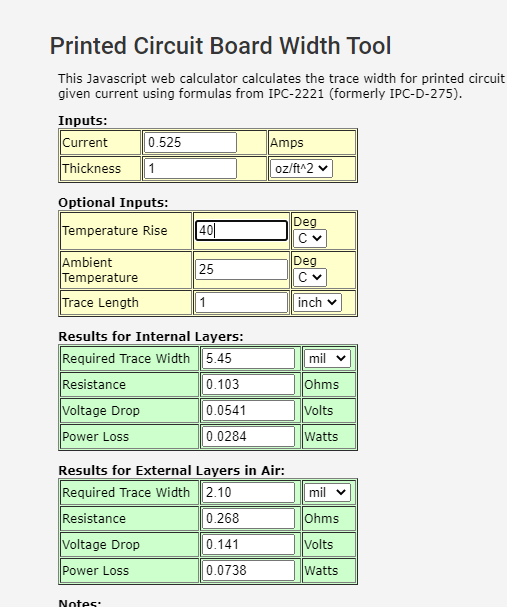 Printed Circuit Board Width Tool
This Javascript web calculator calculates the trace width for printed circuit
given current using formulas from IPC-2221 (formerly IPC-D-275).
Inputs:
Current 0.525 Amps
Thickness 1 oz/ft^2
Optional Inputs:
Temperature Rise 40 Deg C
Ambient Temperature 25 Deg C
Trace Length 1 inch
Results for Internal Layers:
Required Trace Width 5.45 mil
Resistance 0.103 Ohms
Voltage Drop 0.0541 Volts
Power Loss 0.0284 Watts
Results for External Layers in Air:
Required Trace Width 2.10 mil
Resistance 0.268 Ohms
Voltage Drop 0.141 Volts
Power Loss 0.0738 Watts
Notes: